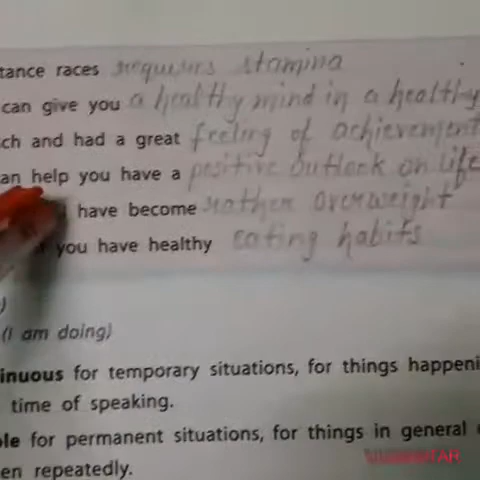 tance races requires stamina
can give you a healthy mind in a healthy
ch and had a great feeling of achievement
an help you have a positive outlook on life
have become rather overweight
you have healthy eating habits
)
(I am doing)
inuous for temporary situations, for things happeni
time of speaking.
le for permanent situations, for things in general
en repeatedly.